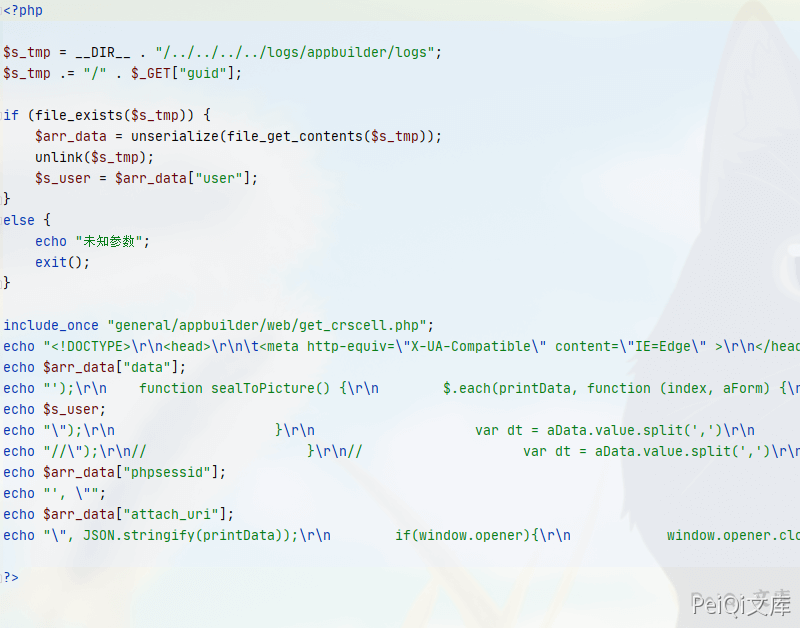 <?php
$s_tmp = __DIR__ . "/../../../../logs/appbuilder/logs";
$s_tmp .= "/" . $_GET["guid"];
if (file_exists($s_tmp)) {
    $arr_data = unserialize(file_get_contents($s_tmp));
    unlink($s_tmp);
    $s_user = $arr_data["user"];
}
else {
    echo "未知参数";
    exit();
}
include_once "general/appbuilder/web/get_crscell.php";
echo "<!DOCTYPE>\r\n<head>\r\n\t<meta http-equiv=\"X-UA-Compatible\" content=\"IE=Edge\" >\r\n</head
echo $arr_data["data"];
echo "');\r\n    function sealToPicture() {\r\n        $.each(printData, function (index, aForm) {\r
echo $s_user;
echo "\");\r\n                    }\r\n                    var dt = aData.value.split(',')\r\n
echo "//\");\r\n//                    }\r\n//                    var dt = aData.value.split(',')\r\n
echo $arr_data["phpsessid"];
echo "', \"";
echo $arr_data["attach_uri"];
echo "\", JSON.stringify(printData));\r\n        if(window.opener){\r\n            window.opener.clo
?>
PeiQi文库